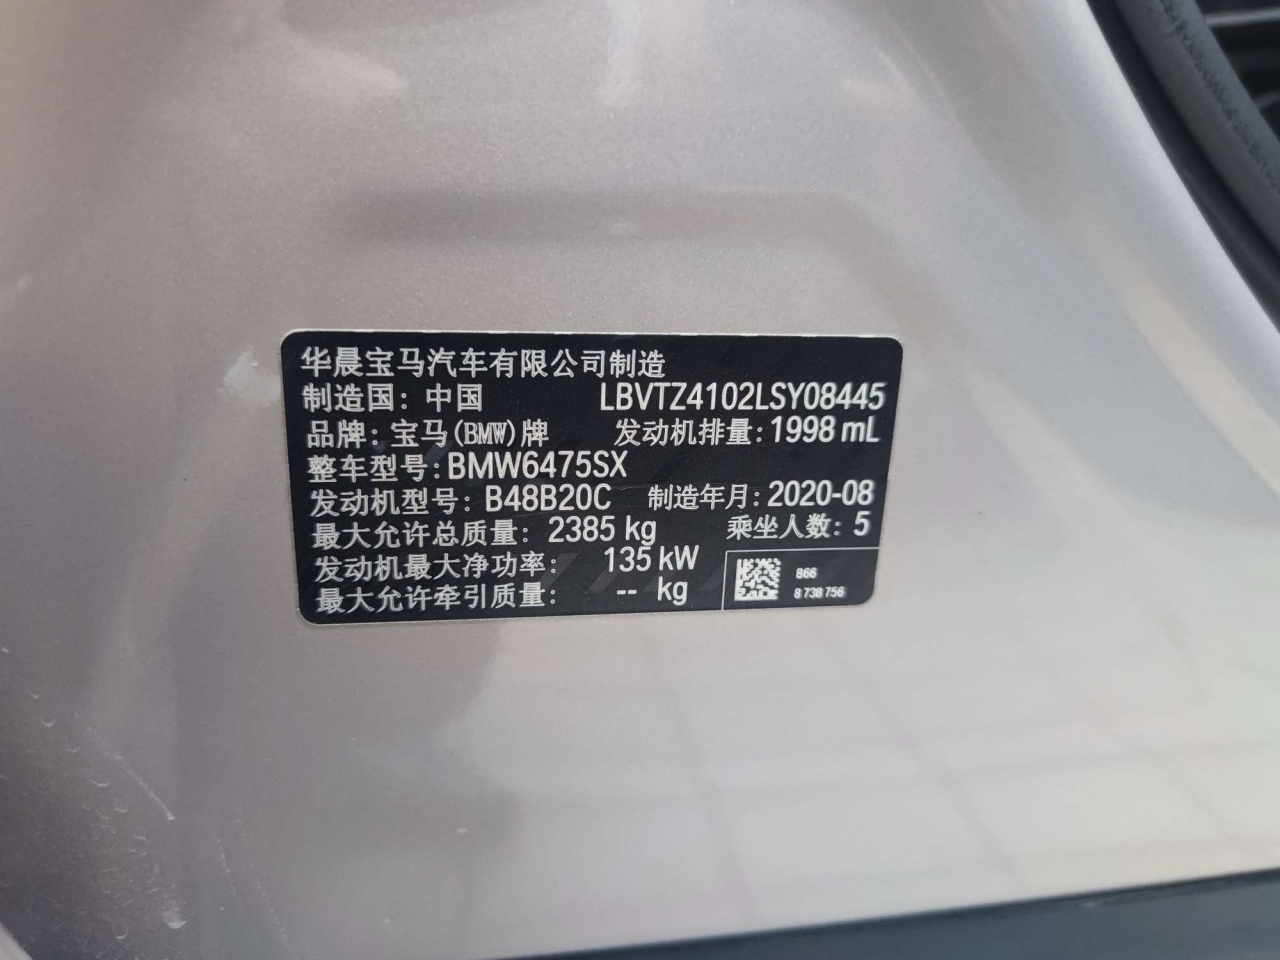 华晨宝马汽车有限公司制造
制造国：中国 LBVTZ4102LSY08445
品牌：宝马(BMW)牌 发动机排量：1998 mL
整车型号：BMW6475SX
发动机型号：B48B20C 制造年月：2020-08
最大允许总质量：2385 kg 乘坐人数：5
发动机最大净功率：135 kW
最大允许牵引质量：-- kg
866
8 738 756